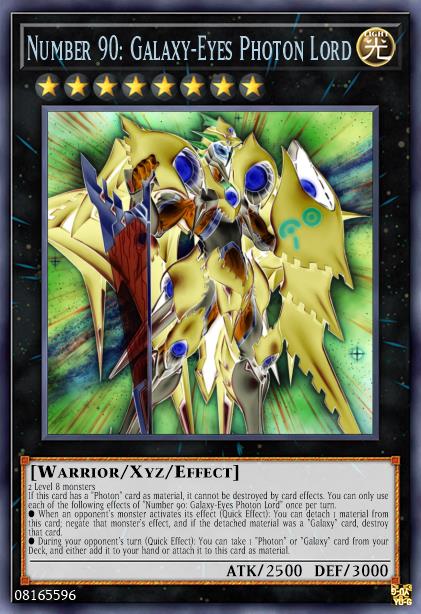 Number 90: Galaxy-Eyes Photon Lord
LIGHT
光
[Warrior/Xyz/Effect]
2 Level 8 monsters
If this card has a "Photon" card as material, it cannot be destroyed by card effects. You can only use
each of the following effects of "Number 90: Galaxy-Eyes Photon Lord" once per turn.
● When an opponent's monster activates its effect (Quick Effect): You can detach 1 material from
this card; negate that monster's effect, and if the detached material was a "Galaxy" card, destroy
that card.
● During your opponent's turn (Quick Effect): You can take 1 "Photon" or "Galaxy" card from your
Deck, and either add it to your hand or attach it to this card as material.
ATK/2500 DEF/3000
08165596